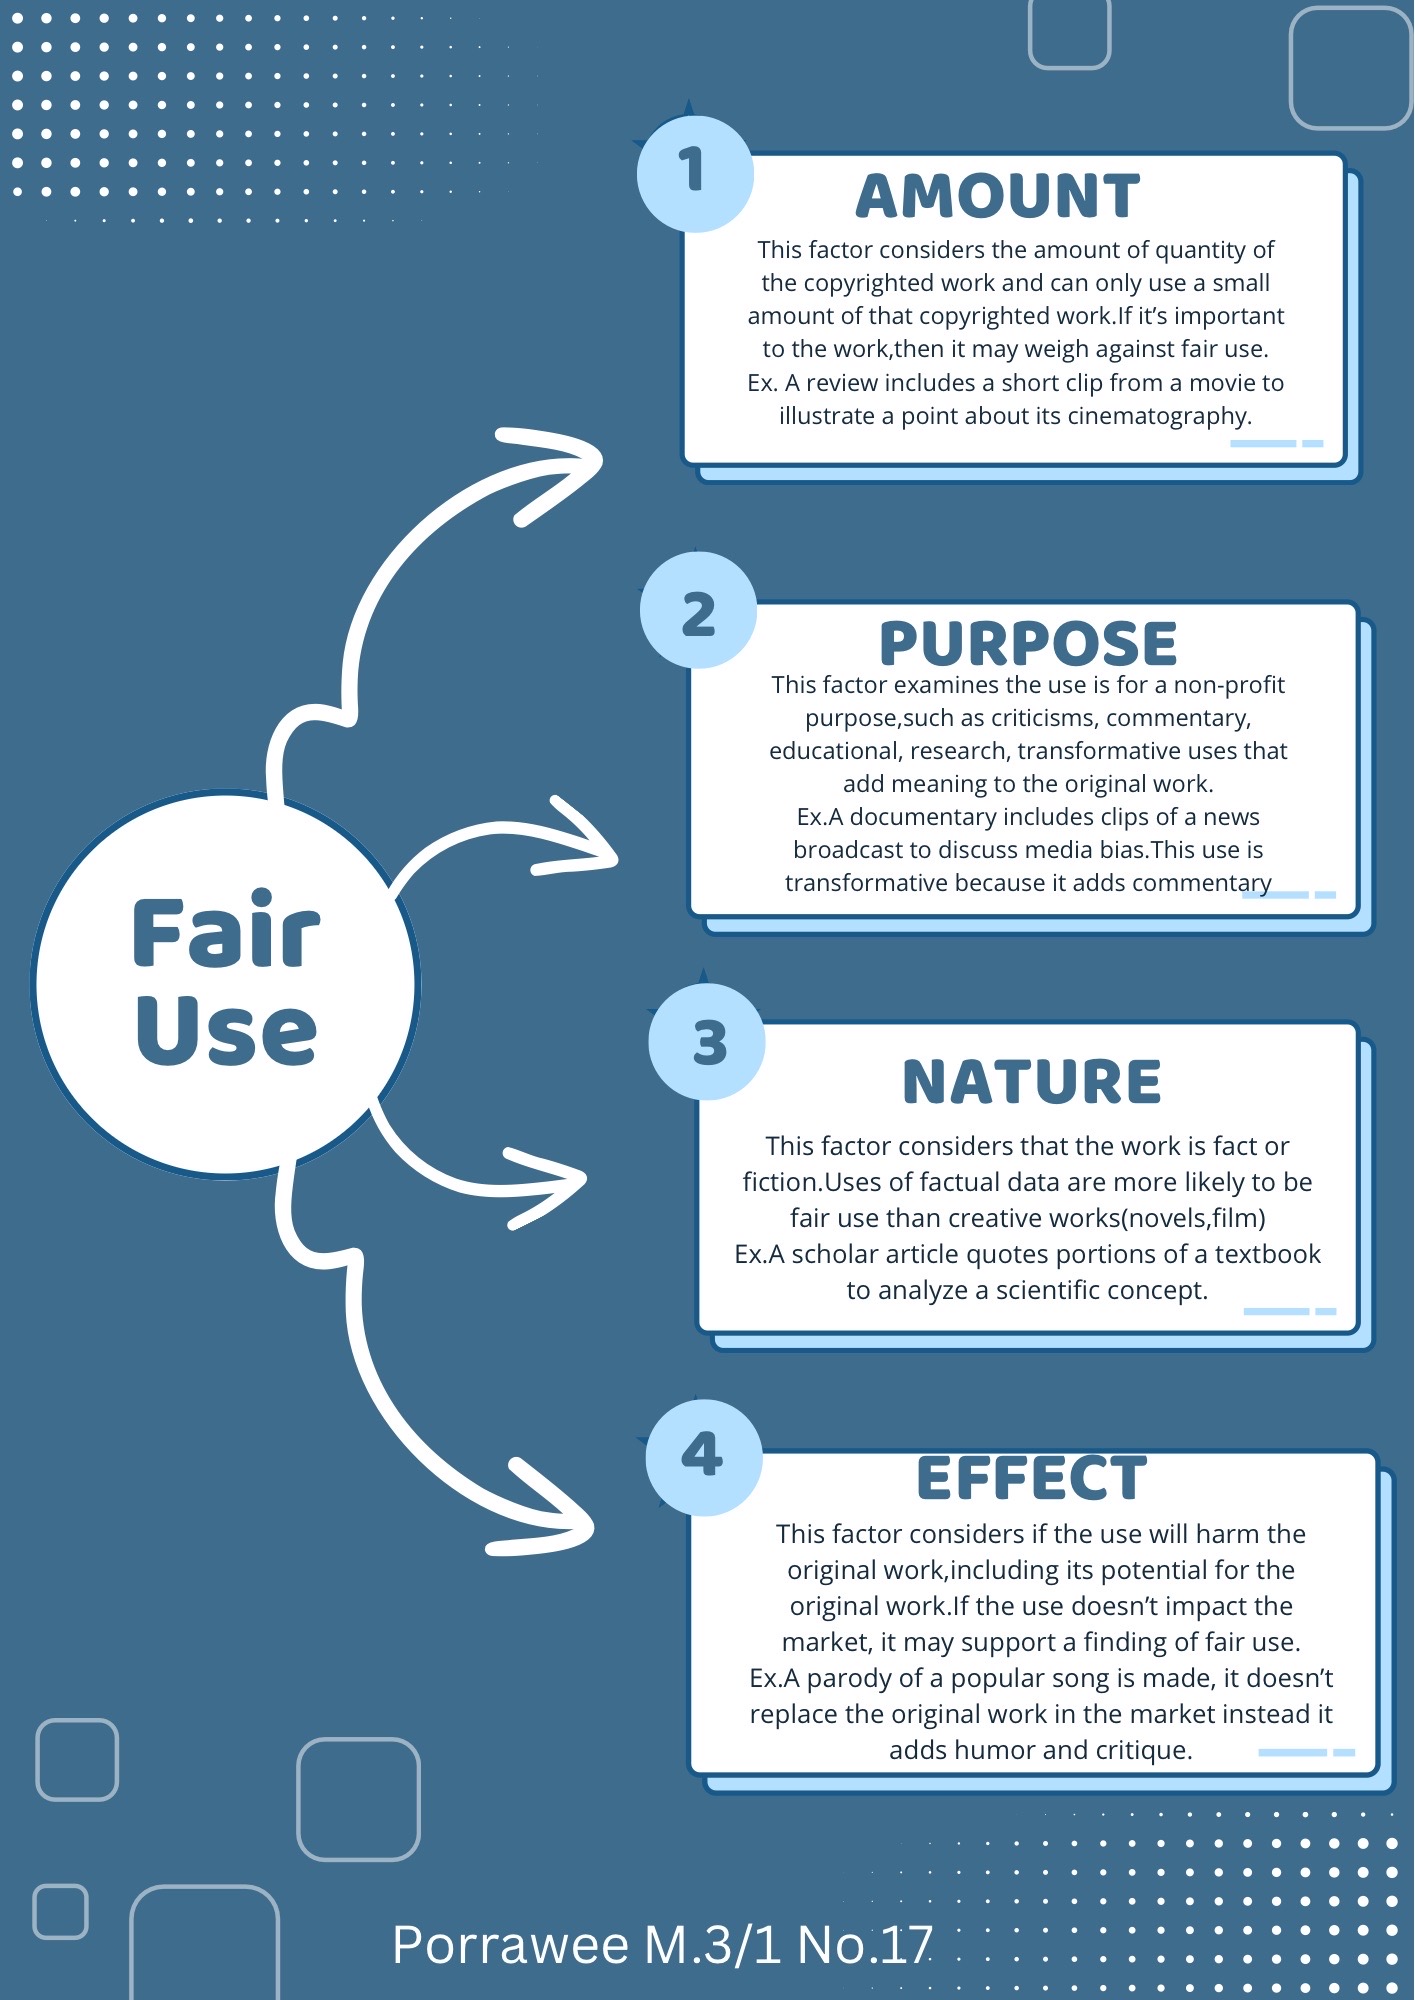 Fair
Use
1
AMOUNT
This factor considers the amount of quantity of
the copyrighted work and can only use a small
amount of that copyrighted work.If it’s important
to the work,then it may weigh against fair use.
Ex. A review includes a short clip from a movie to
illustrate a point about its cinematography.
2
PURPOSE
This factor examines the use is for a non-profit
purpose,such as criticisms, commentary,
educational, research, transformative uses that
add meaning to the original work.
Ex.A documentary includes clips of a news
broadcast to discuss media bias.This use is
transformative because it adds commentary
3
NATURE
This factor considers that the work is fact or
fiction.Uses of factual data are more likely to be
fair use than creative works(novels,film)
Ex.A scholar article quotes portions of a textbook
to analyze a scientific concept.
4
EFFECT
This factor considers if the use will harm the
original work,including its potential for the
original work.If the use doesn’t impact the
market, it may support a finding of fair use.
Ex.A parody of a popular song is made, it doesn’t
replace the original work in the market instead it
adds humor and critique.
Porrawee M.3/1 No.17